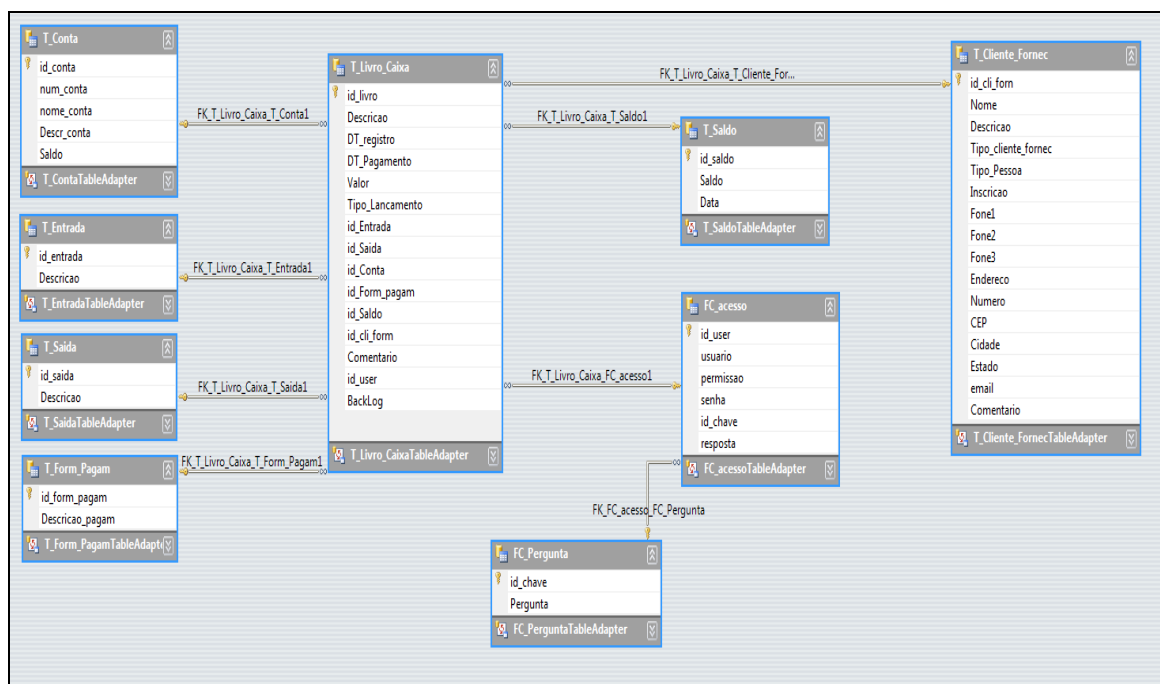 T_Conta
id_conta
num_conta
nome_conta
Descr_conta
Saldo
T_ContaTableAdapter
FK_T_Livro_Caixa_T_Conta1
T_Entrada
id_entrada
Descricao
T_EntradaTableAdapter
FK_T_Livro_Caixa_T_Entrada1
T_Saida
id_saida
Descricao
T_SaidaTableAdapter
FK_T_Livro_Caixa_T_Saida1
T_Form_Pagam
id_form_pagam
Descricao_pagam
T_Form_PagamTableAdapte
FK_T_Livro_Caixa_T_Form_Pagam1
T_Livro_Caixa
id_livro
Descricao
DT_registro
DT_Pagamento
Valor
Tipo_Lancamento
id_Entrada
id_Saida
id_Conta
id_Form_pagam
id_Saldo
id_cli_form
Comentario
id_user
BackLog
T_Livro_CaixaTableAdapter
FK_T_Livro_Caixa_T_Cliente_For...
FK_T_Livro_Caixa_T_Saldo1
T_Saldo
id_saldo
Saldo
Data
T_SaldoTableAdapter
FK_T_Livro_Caixa_FC_acesso1
FC_acesso
id_user
usuario
permissao
senha
id_chave
resposta
FC_acessoTableAdapter
FK_FC_acesso_FC_Pergunta
FC_Pergunta
id_chave
Pergunta
FC_PerguntaTableAdapter
T_Cliente_Fornec
id_cli_forn
Nome
Descricao
Tipo_cliente_fornec
Tipo_Pessoa
Inscricao
Fone1
Fone2
Fone3
Endereco
Numero
CEP
Cidade
Estado
email
Comentario
T_Cliente_FornecTableAdapter